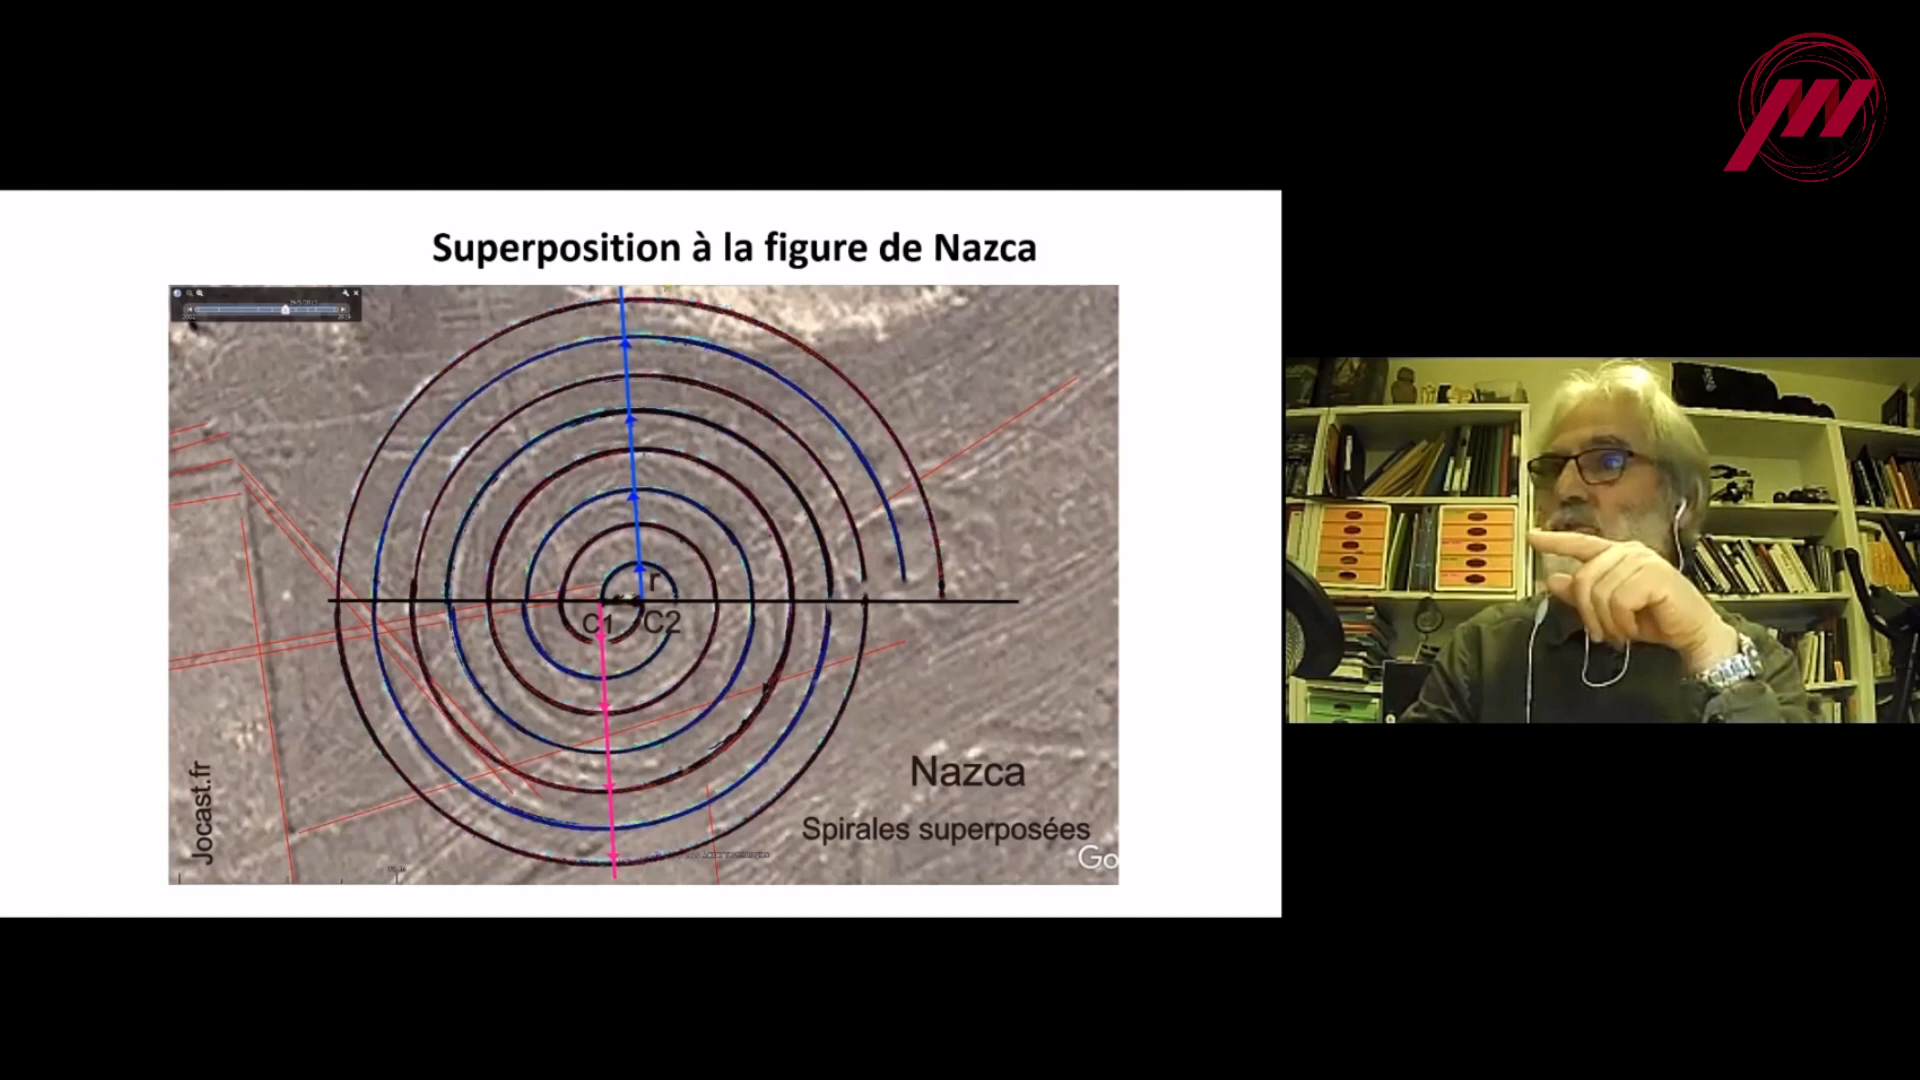 Superposition à la figure de Nazca
r
C1
C2
Nazca
Spirales superposées
Jocast.fr
Go